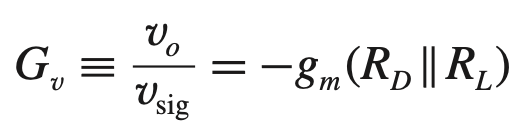 G_v ≡ v_o / v_sig = −g_m (R_D ∥ R_L)